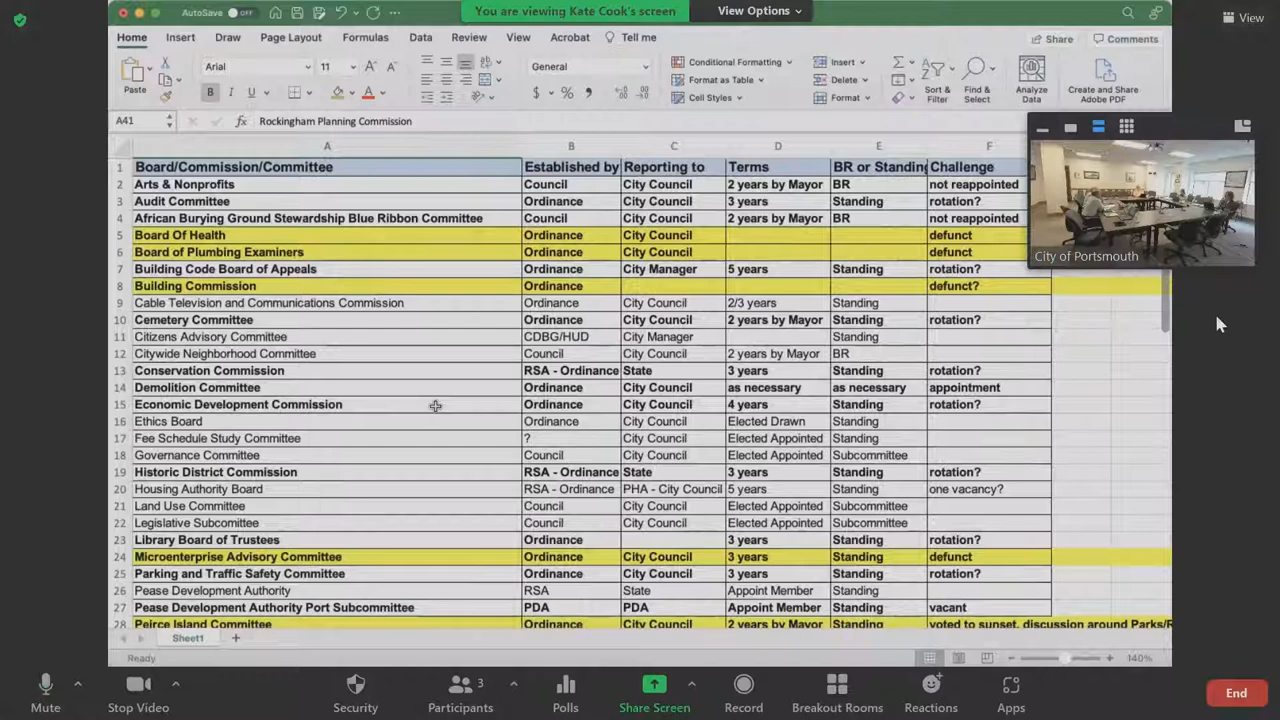 You are viewing Kate Cook's screen View Options
View
AutoSave OFF
Home Insert Draw Page Layout Formulas Data Review View Acrobat Tell me Share Comments
Paste Arial 11 General Conditional Formatting Format as Table Cell Styles Insert Delete Format Sort & Filter Find & Select Analyze Data Create and Share Adobe PDF
A41 fx Rockingham Planning Commission
A B C D E F
1 Board/Commission/Committee Established by Reporting to Terms BR or Standing Challenge
2 Arts & Nonprofits Council City Council 2 years by Mayor BR not reappointed
3 Audit Committee Ordinance City Council 3 years Standing rotation?
4 African Burying Ground Stewardship Blue Ribbon Committee Council City Council 2 years by Mayor BR not reappointed
5 Board Of Health Ordinance City Council defunct
6 Board of Plumbing Examiners Ordinance City Council defunct
7 Building Code Board of Appeals Ordinance City Manager 5 years Standing rotation?
8 Building Commission Ordinance defunct?
9 Cable Television and Communications Commission Ordinance City Council 2/3 years Standing
10 Cemetery Committee Ordinance City Council 2 years by Mayor Standing rotation?
11 Citizens Advisory Committee CDBG/HUD City Manager Standing
12 Citywide Neighborhood Committee Council City Council 2 years by Mayor BR
13 Conservation Commission RSA - Ordinance State 3 years Standing rotation?
14 Demolition Committee Ordinance City Council as necessary as necessary appointment
15 Economic Development Commission Ordinance City Council 4 years Standing rotation?
16 Ethics Board Ordinance City Council Elected Drawn Standing
17 Fee Schedule Study Committee ? City Council Elected Appointed Standing
18 Governance Committee Council City Council Elected Appointed Subcommittee
19 Historic District Commission RSA - Ordinance State 3 years Standing rotation?
20 Housing Authority Board RSA - Ordinance PHA - City Council 5 years Standing one vacancy?
21 Land Use Committee Council City Council Elected Appointed Subcommittee
22 Legislative Subcomittee Council City Council Elected Appointed Subcommittee
23 Library Board of Trustees Ordinance 3 years Standing rotation?
24 Microenterprise Advisory Committee Ordinance City Council 3 years Standing defunct
25 Parking and Traffic Safety Committee Ordinance City Council 3 years Standing rotation?
26 Pease Development Authority RSA State Appoint Member Standing
27 Pease Development Authority Port Subcommittee PDA PDA Appoint Member Standing vacant
28 Peirce Island Committee Ordinance City Council 2 years by Mayor Standing voted to sunset, discussion around Parks/R
City of Portsmouth
Sheet1
Ready 140%
Mute Stop Video Security Participants 3 Polls Share Screen Record Breakout Rooms Reactions Apps End